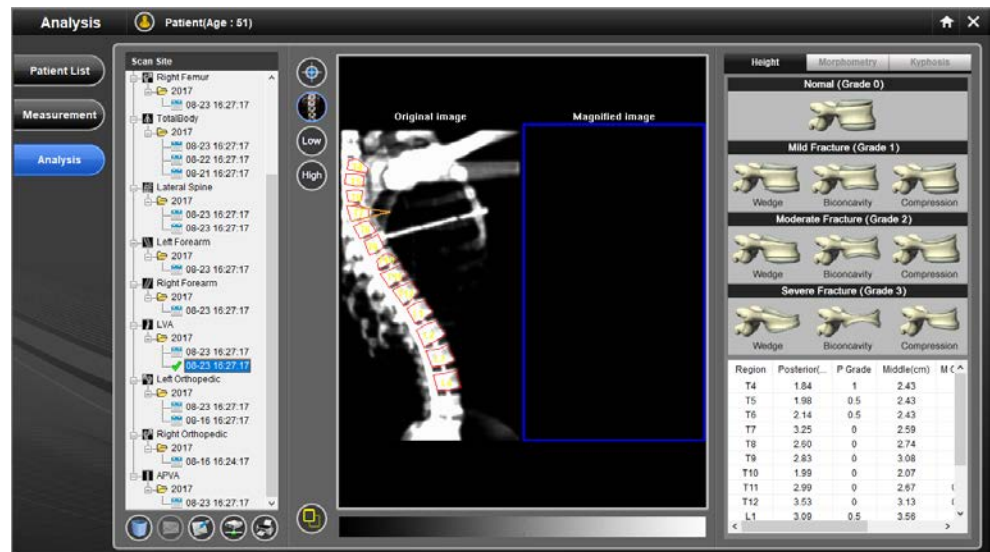 Analysis
Patient(Age : 51)
Patient List
Measurement
Analysis
Scan Site
Right Femur
2017
08-23 16:27:17
TotalBody
2017
08-23 16:27:17
08-22 16:27:17
08-21 16:27:17
Lateral Spine
2017
08-23 16:27:17
08-23 16:27:17
Left Forearm
2017
08-23 16:27:17
Right Forearm
2017
08-23 16:27:17
LVA
2017
08-23 16:27:17
08-23 16:27:17
Left Orthopedic
2017
08-23 16:27:17
08-16 16:27:17
Right Orthopedic
2017
08-16 16:24:17
APVA
2017
08-23 16:27:17
Low
High
Original image
Magnified image
Height Morphometry Kyphosis
Nomal (Grade 0)
Mild Fracture (Grade 1)
Wedge Biconcavity Compression
Moderate Fracture (Grade 2)
Wedge Biconcavity Compression
Severe Fracture (Grade 3)
Wedge Biconcavity Compression
Region Posterior(... P Grade Middle(cm) M
T4 1.84 1 2.43
T5 1.98 0.5 2.43
T6 2.14 0.5 2.43
T7 3.25 0 2.59
T8 2.60 0 2.74
T9 2.83 0 3.08
T10 1.99 0 2.07
T11 2.99 0 2.67
T12 3.53 0 3.13
L1 3.09 0.5 3.56